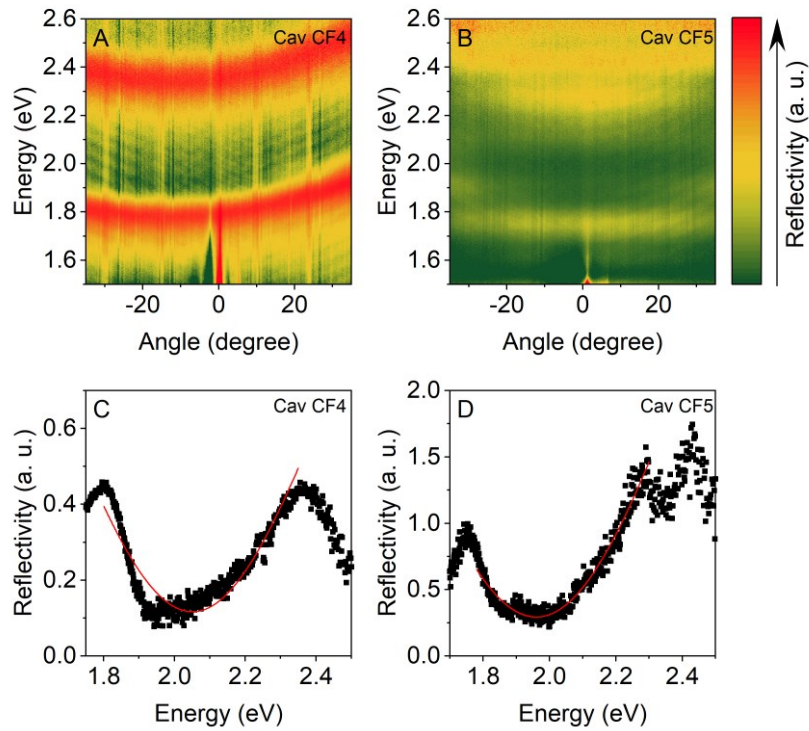 A Cav CF4
2.6
2.4
2.2
2.0
1.8
1.6
Energy (eV)
-20 0 20
Angle (degree)
B Cav CF5
2.6
2.4
2.2
2.0
1.8
1.6
Energy (eV)
-20 0 20
Angle (degree)
Reflectivity (a. u.)
C Cav CF4
0.6
0.4
0.2
0.0
Reflectivity (a. u.)
1.8 2.0 2.2 2.4
Energy (eV)
D Cav CF5
2.0
1.5
1.0
0.5
0.0
Reflectivity (a. u.)
1.8 2.0 2.2 2.4
Energy (eV)